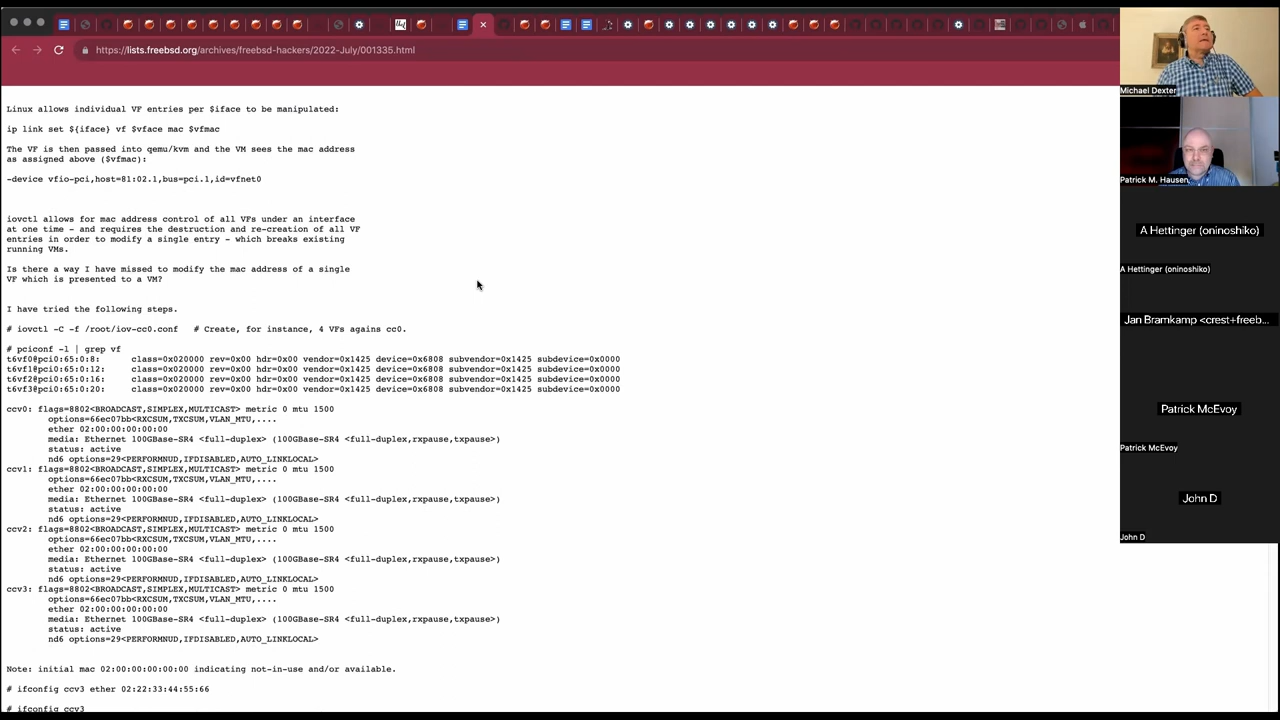 https://lists.freebsd.org/archives/freebsd-hackers/2022-July/001335.html
Linux allows individual VF entries per $iface to be manipulated:
ip link set ${iface} vf $vface mac $vfmac
The VF is then passed into qemu/kvm and the VM sees the mac address
as assigned above ($vfmac):
-device vfio-pci,host=81:02.1,bus=pci.1,id=vfnet0
iovctl allows for mac address control of all VFs under an interface
at one time - and requires the destruction and re-creation of all VF
entries in order to modify a single entry - which breaks existing
running VMs.
Is there a way I have missed to modify the mac address of a single
VF which is presented to a VM?
I have tried the following steps.
# iovctl -C -f /root/iov-cc0.conf   # Create, for instance, 4 VFs agains cc0.
# pciconf -l | grep vf
t6vf0@pci0:65:0:8:      class=0x020000 rev=0x00 hdr=0x00 vendor=0x1425 device=0x6808 subvendor=0x1425 subdevice=0x0000
t6vf1@pci0:65:0:12:     class=0x020000 rev=0x00 hdr=0x00 vendor=0x1425 device=0x6808 subvendor=0x1425 subdevice=0x0000
t6vf2@pci0:65:0:16:     class=0x020000 rev=0x00 hdr=0x00 vendor=0x1425 device=0x6808 subvendor=0x1425 subdevice=0x0000
t6vf3@pci0:65:0:20:     class=0x020000 rev=0x00 hdr=0x00 vendor=0x1425 device=0x6808 subvendor=0x1425 subdevice=0x0000
ccv0: flags=8802<BROADCAST,SIMPLEX,MULTICAST> metric 0 mtu 1500
options=66ec07bb<RXCSUM,TXCSUM,VLAN_MTU,....
ether 02:00:00:00:00:00
media: Ethernet 100GBase-SR4 <full-duplex> (100GBase-SR4 <full-duplex,rxpause,txpause>)
status: active
nd6 options=29<PERFORMNUD,IFDISABLED,AUTO_LINKLOCAL>
ccv1: flags=8802<BROADCAST,SIMPLEX,MULTICAST> metric 0 mtu 1500
options=66ec07bb<RXCSUM,TXCSUM,VLAN_MTU,....
ether 02:00:00:00:00:00
media: Ethernet 100GBase-SR4 <full-duplex> (100GBase-SR4 <full-duplex,rxpause,txpause>)
status: active
nd6 options=29<PERFORMNUD,IFDISABLED,AUTO_LINKLOCAL>
ccv2: flags=8802<BROADCAST,SIMPLEX,MULTICAST> metric 0 mtu 1500
options=66ec07bb<RXCSUM,TXCSUM,VLAN_MTU,....
ether 02:00:00:00:00:00
media: Ethernet 100GBase-SR4 <full-duplex> (100GBase-SR4 <full-duplex,rxpause,txpause>)
status: active
nd6 options=29<PERFORMNUD,IFDISABLED,AUTO_LINKLOCAL>
ccv3: flags=8802<BROADCAST,SIMPLEX,MULTICAST> metric 0 mtu 1500
options=66ec07bb<RXCSUM,TXCSUM,VLAN_MTU,....
ether 02:00:00:00:00:00
media: Ethernet 100GBase-SR4 <full-duplex> (100GBase-SR4 <full-duplex,rxpause,txpause>)
status: active
nd6 options=29<PERFORMNUD,IFDISABLED,AUTO_LINKLOCAL>
Note: initial mac 02:00:00:00:00:00 indicating not-in-use and/or available.
# ifconfig ccv3 ether 02:22:33:44:55:66
# ifconfig ccv3
Michael Dexter
Patrick M. Hausen
A Hettinger (oninoshiko)
A Hettinger (oninoshiko)
Jan Bramkamp <crest+freeb...
Patrick McEvoy
Patrick McEvoy
John D
John D